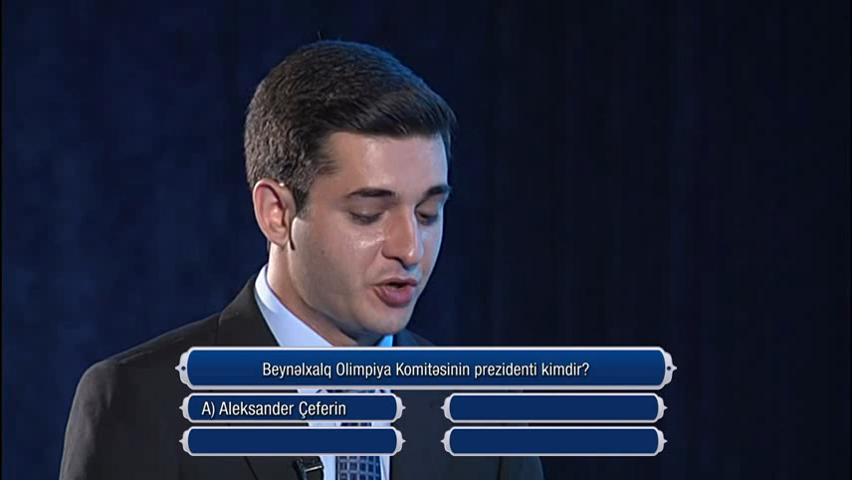 Beynəlxalq Olimpiya Komitəsinin prezidenti kimdir?
A) Aleksander Çeferin